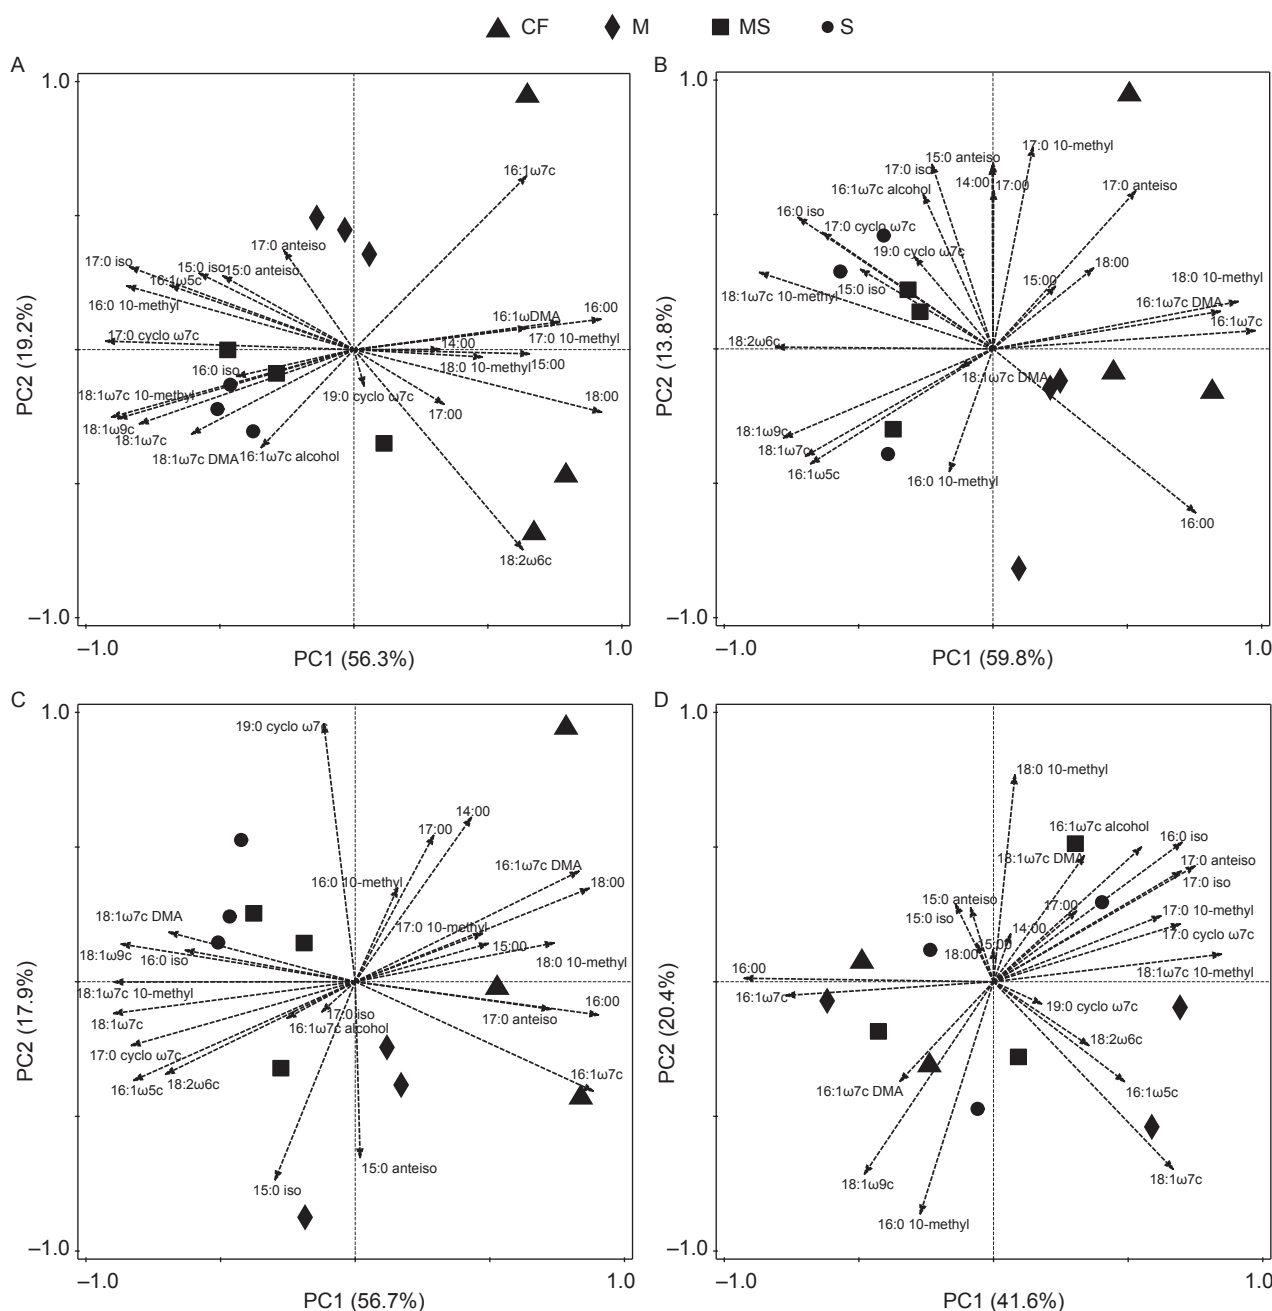 CF M MS S
A
1.0
16:1ω7c
17:0 anteiso
17:0 iso
15:0 iso
15:0 anteiso
16:1ω5c
16:0 10-methyl
16:00
16:1ωDMA
17:0 cyclo ω7c
17:0 10-methyl
14:00
18:0 10-methyl
15:00
16:0 iso
18:1ω7c 10-methyl
19:0 cyclo ω7c
18:00
17:00
18:1ω9c
18:1ω7c
18:1ω7c DMA
16:1ω7c alcohol
18:2ω6c
PC2 (19.2%)
–1.0
–1.0
1.0
PC1 (56.3%)
B
1.0
17:0 10-methyl
15:0 anteiso
17:0 iso
14:00
17:00
17:0 anteiso
16:1ω7c alcohol
16:0 iso
17:0 cyclo ω7c
19:0 cyclo ω7c
18:00
18:0 10-methyl
15:00
15:0 iso
18:1ω7c 10-methyl
16:1ω7c DMA
16:1ω7c
18:2ω6c
18:1ω7c DMA
18:1ω9c
18:1ω7c
16:1ω5c
16:0 10-methyl
16:00
PC2 (13.8%)
–1.0
–1.0
1.0
PC1 (59.8%)
C
1.0
19:0 cyclo ω7c
14:00
17:00
16:1ω7c DMA
16:0 10-methyl
18:00
18:1ω7c DMA
17:0 10-methyl
18:1ω9c
16:0 iso
15:00
18:0 10-methyl
18:1ω7c 10-methyl
16:00
17:0 iso
17:0 anteiso
18:1ω7c
16:1ω7c alcohol
17:0 cyclo ω7c
16:1ω5c
18:2ω6c
16:1ω7c
15:0 anteiso
15:0 iso
PC2 (17.9%)
–1.0
–1.0
1.0
PC1 (56.7%)
D
1.0
18:0 10-methyl
16:1ω7c alcohol
16:0 iso
18:1ω7c DMA
17:0 anteiso
17:0 iso
15:0 anteiso
17:00
15:0 iso
17:0 10-methyl
14:00
17:0 cyclo ω7c
15:00
18:00
16:00
18:1ω7c 10-methyl
16:1ω7c
19:0 cyclo ω7c
18:2ω6c
16:1ω7c DMA
16:1ω5c
18:1ω9c
18:1ω7c
16:0 10-methyl
PC2 (20.4%)
–1.0
–1.0
1.0
PC1 (41.6%)